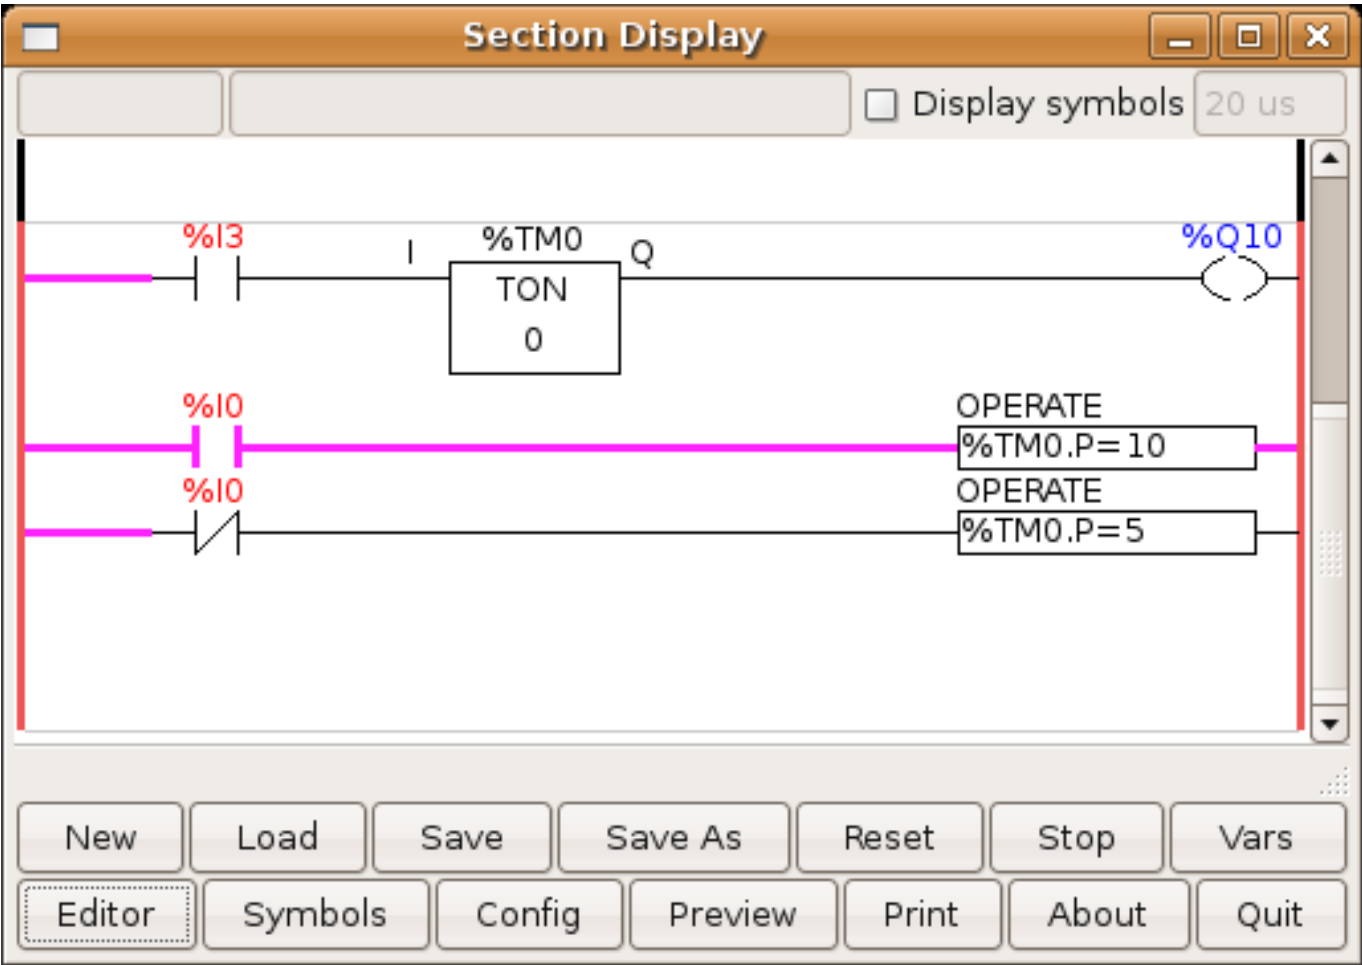 Section Display
Display symbols 20 us
%I3 I %TM0 Q %Q10
TON
0
%I0 OPERATE
%TM0.P=10
%I0 OPERATE
%TM0.P=5
New Load Save Save As Reset Stop Vars
Editor Symbols Config Preview Print About Quit